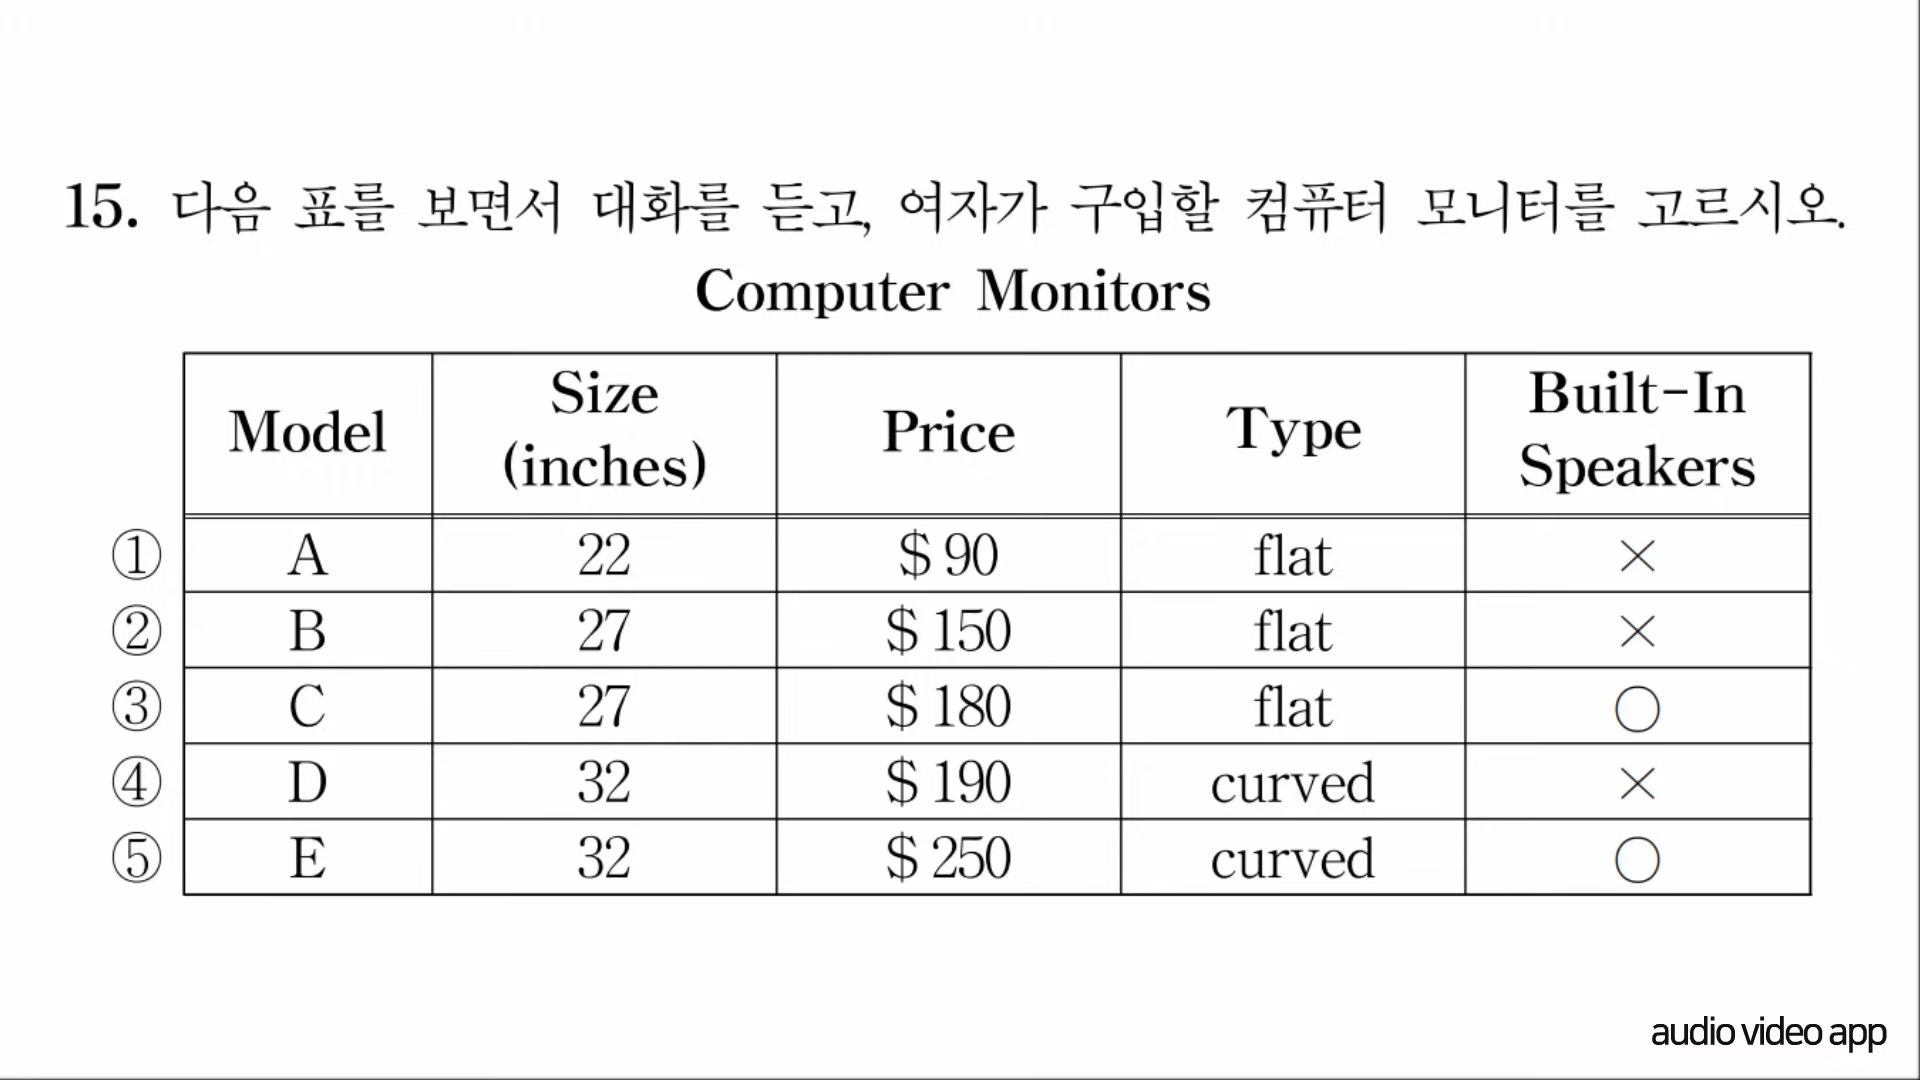 15. 다음 표를 보면서 대화를 듣고, 여자가 구입할 컴퓨터 모니터를 고르시오.
Computer Monitors
Model Size (inches) Price Type Built-In Speakers
① A 22 $90 flat ×
② B 27 $150 flat ×
③ C 27 $180 flat ○
④ D 32 $190 curved ×
⑤ E 32 $250 curved ○
audio video app